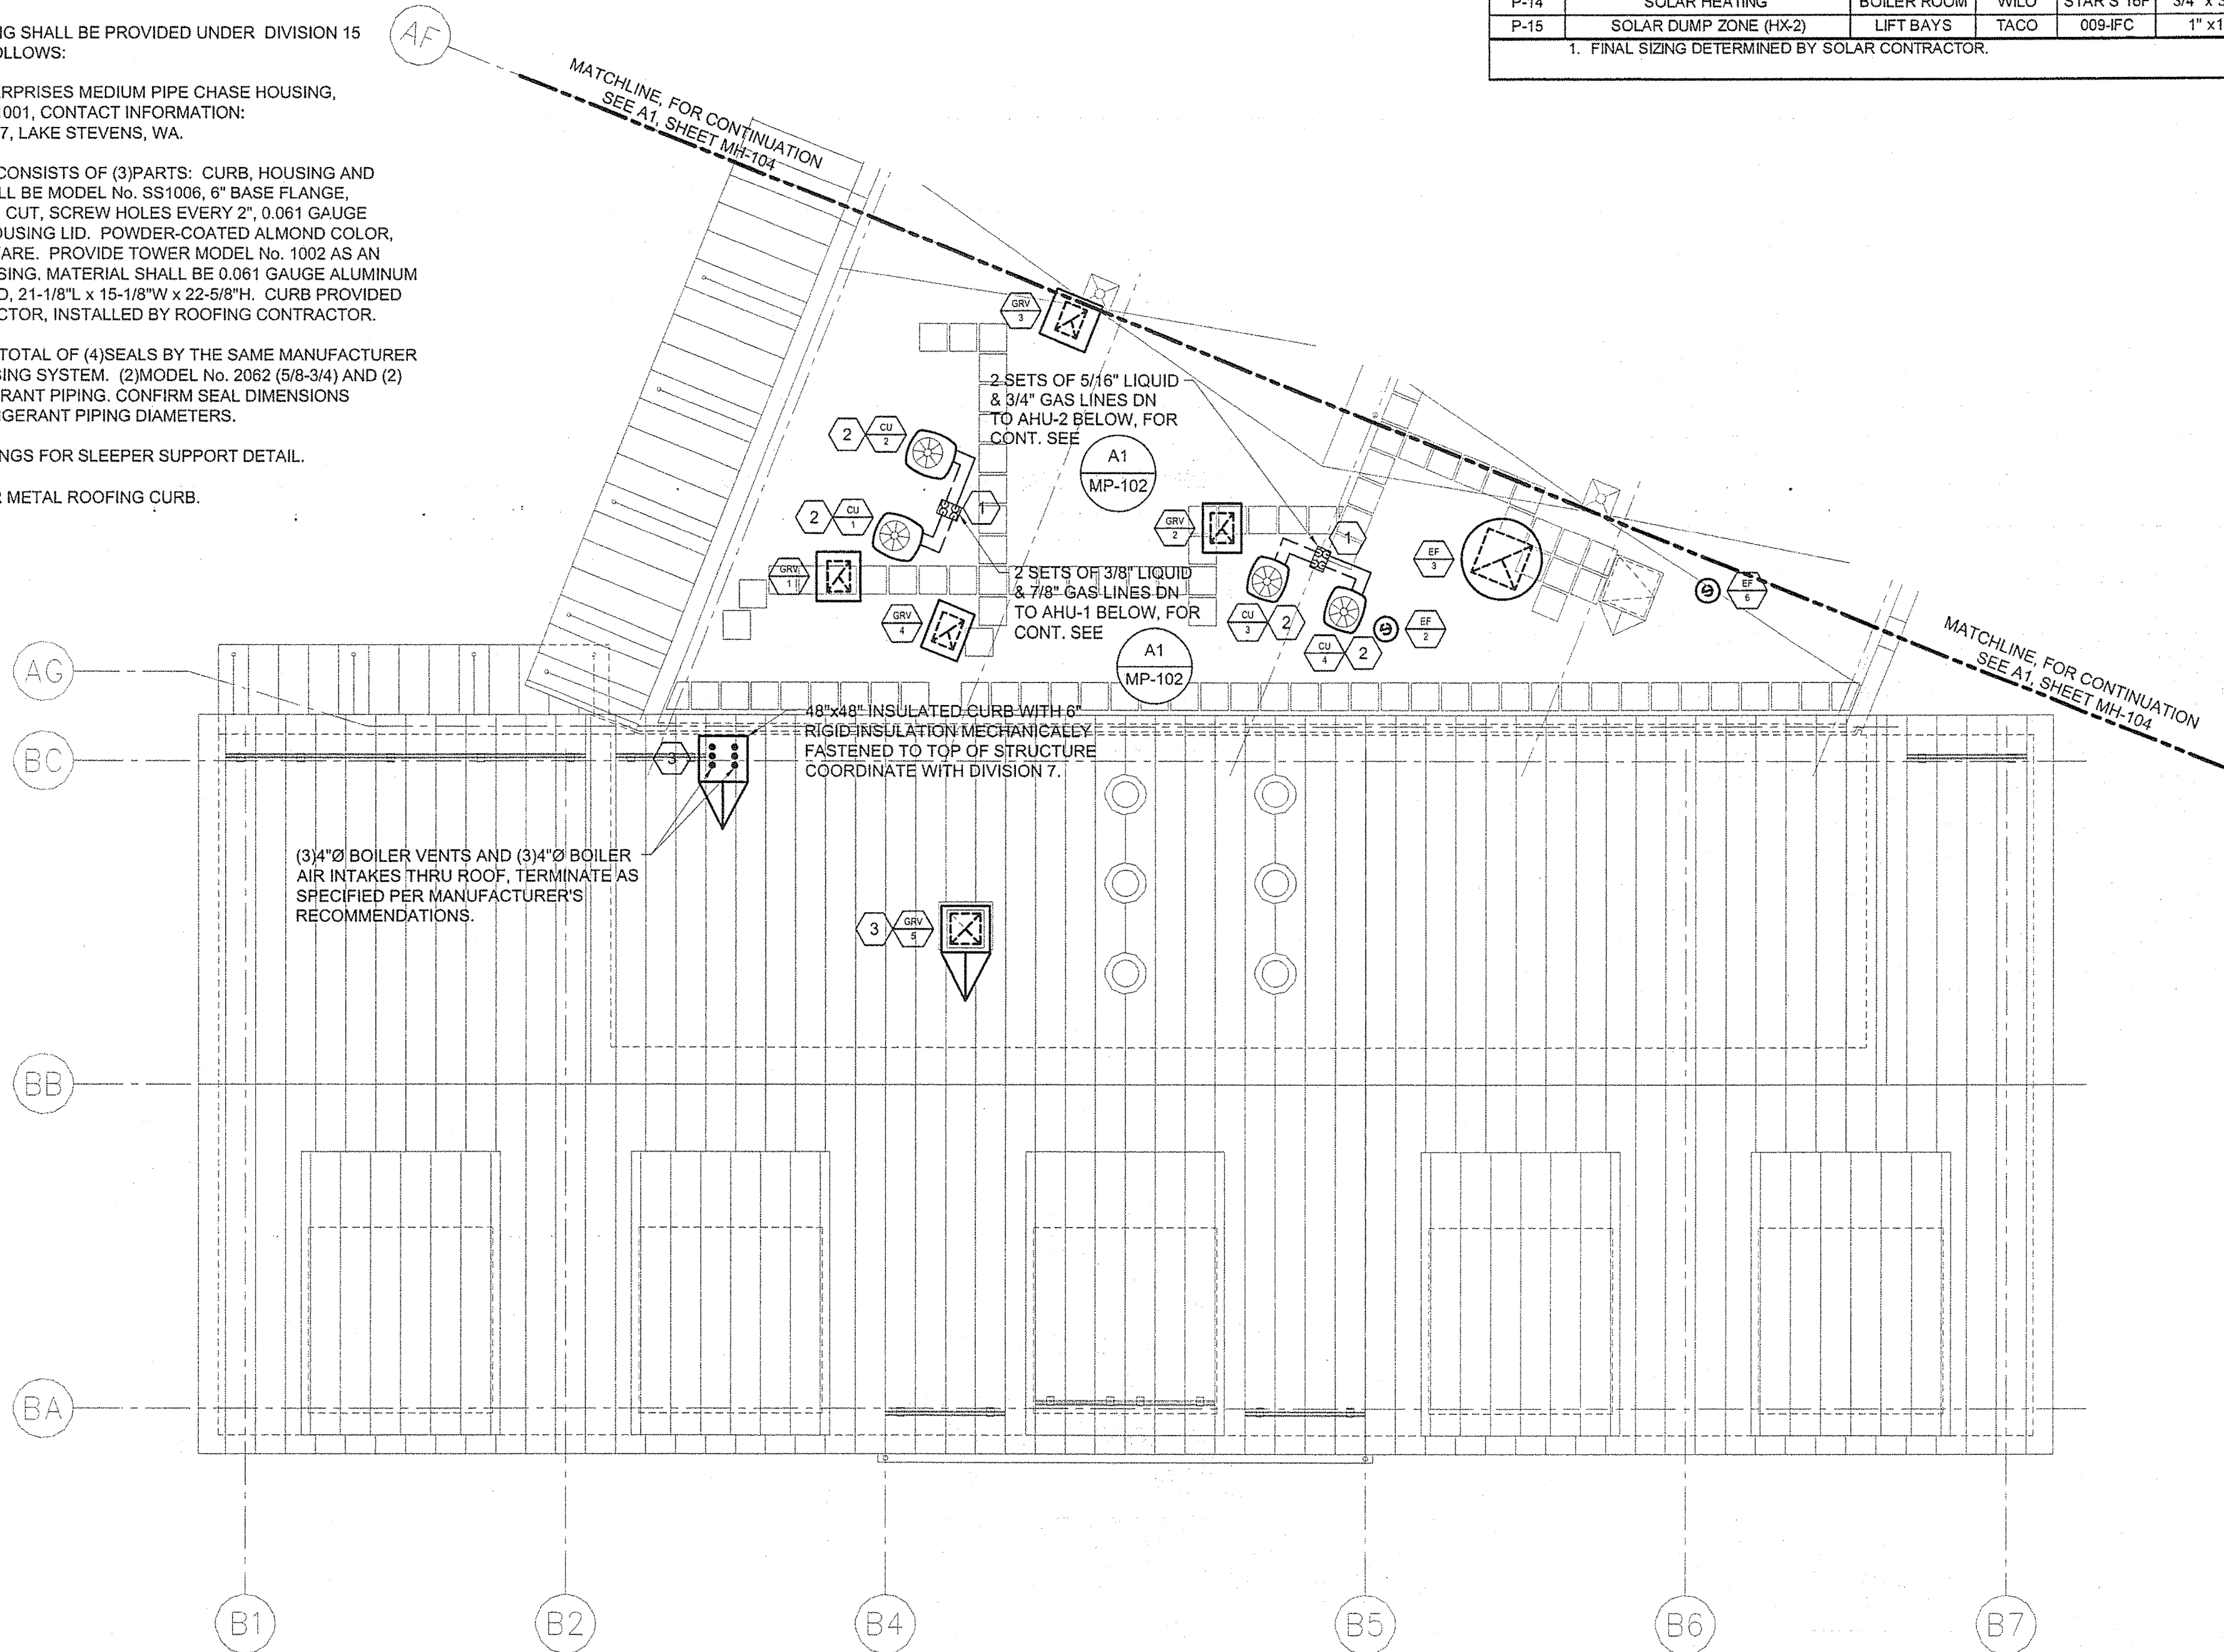 NG SHALL BE PROVIDED UNDER DIVISION 15
OLLOWS:
RPRISES MEDIUM PIPE CHASE HOUSING,
1001, CONTACT INFORMATION:
7, LAKE STEVENS, WA.
CONSISTS OF (3)PARTS: CURB, HOUSING AND
LL BE MODEL No. SS1006, 6" BASE FLANGE,
CUT, SCREW HOLES EVERY 2", 0.061 GAUGE
OUSING LID. POWDER-COATED ALMOND COLOR,
ARE. PROVIDE TOWER MODEL No. 1002 AS AN
SING. MATERIAL SHALL BE 0.061 GAUGE ALUMINUM
D, 21-1/8"L x 15-1/8"W x 22-5/8"H. CURB PROVIDED
CTOR, INSTALLED BY ROOFING CONTRACTOR.
TOTAL OF (4)SEALS BY THE SAME MANUFACTURER
SING SYSTEM. (2)MODEL No. 2062 (5/8-3/4) AND (2)
RANT PIPING. CONFIRM SEAL DIMENSIONS
GERANT PIPING DIAMETERS.
NGS FOR SLEEPER SUPPORT DETAIL.
R METAL ROOFING CURB.
P-14 SOLAR HEATING BOILER ROOM WILO STAR S 16F 3/4" x 3
P-15 SOLAR DUMP ZONE (HX-2) LIFT BAYS TACO 009-IFC 1" x1
1. FINAL SIZING DETERMINED BY SOLAR CONTRACTOR.
AF
MATCHLINE, FOR CONTINUATION
SEE A1, SHEET MH-104
GRV
3
2 SETS OF 5/16" LIQUID
& 3/4" GAS LINES DN
TO AHU-2 BELOW, FOR
CONT. SEE
A1
MP-102
2
CU
2
1
2
CU
1
GRV
1
GRV
2
1
EF
3
2 SETS OF 3/8" LIQUID
& 7/8" GAS LINES DN
TO AHU-1 BELOW, FOR
CONT. SEE
A1
MP-102
GRV
4
CU
3
2
CU
4
2
EF
2
EF
6
MATCHLINE, FOR CONTINUATION
SEE A1, SHEET MH-104
AG
BC
3
48"x48" INSULATED CURB WITH 6"
RIGID INSULATION MECHANICALLY
FASTENED TO TOP OF STRUCTURE
COORDINATE WITH DIVISION 7.
(3)4"Ø BOILER VENTS AND (3)4"Ø BOILER
AIR INTAKES THRU ROOF, TERMINATE AS
SPECIFIED PER MANUFACTURER'S
RECOMMENDATIONS.
3
GRV
5
BB
BA
B1
B2
B4
B5
B6
B7